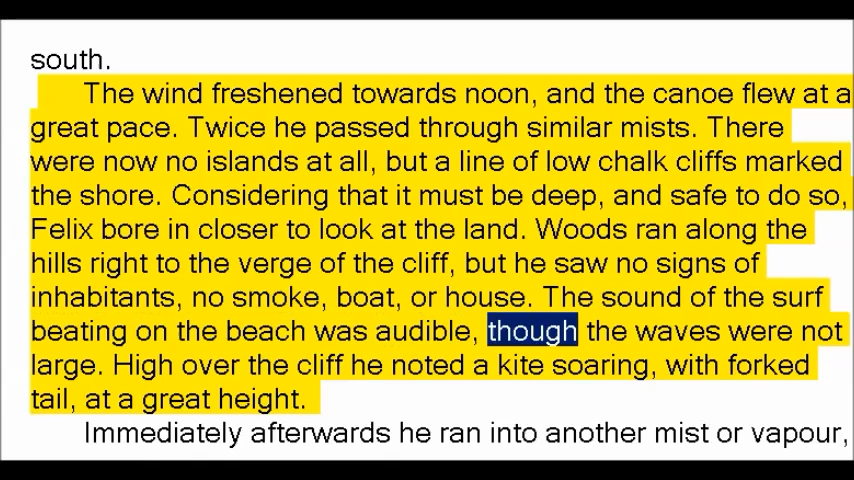 south.
The wind freshened towards noon, and the canoe flew at a
great pace. Twice he passed through similar mists. There
were now no islands at all, but a line of low chalk cliffs marked
the shore. Considering that it must be deep, and safe to do so,
Felix bore in closer to look at the land. Woods ran along the
hills right to the verge of the cliff, but he saw no signs of
inhabitants, no smoke, boat, or house. The sound of the surf
beating on the beach was audible, though the waves were not
large. High over the cliff he noted a kite soaring, with forked
tail, at a great height.
Immediately afterwards he ran into another mist or vapour,